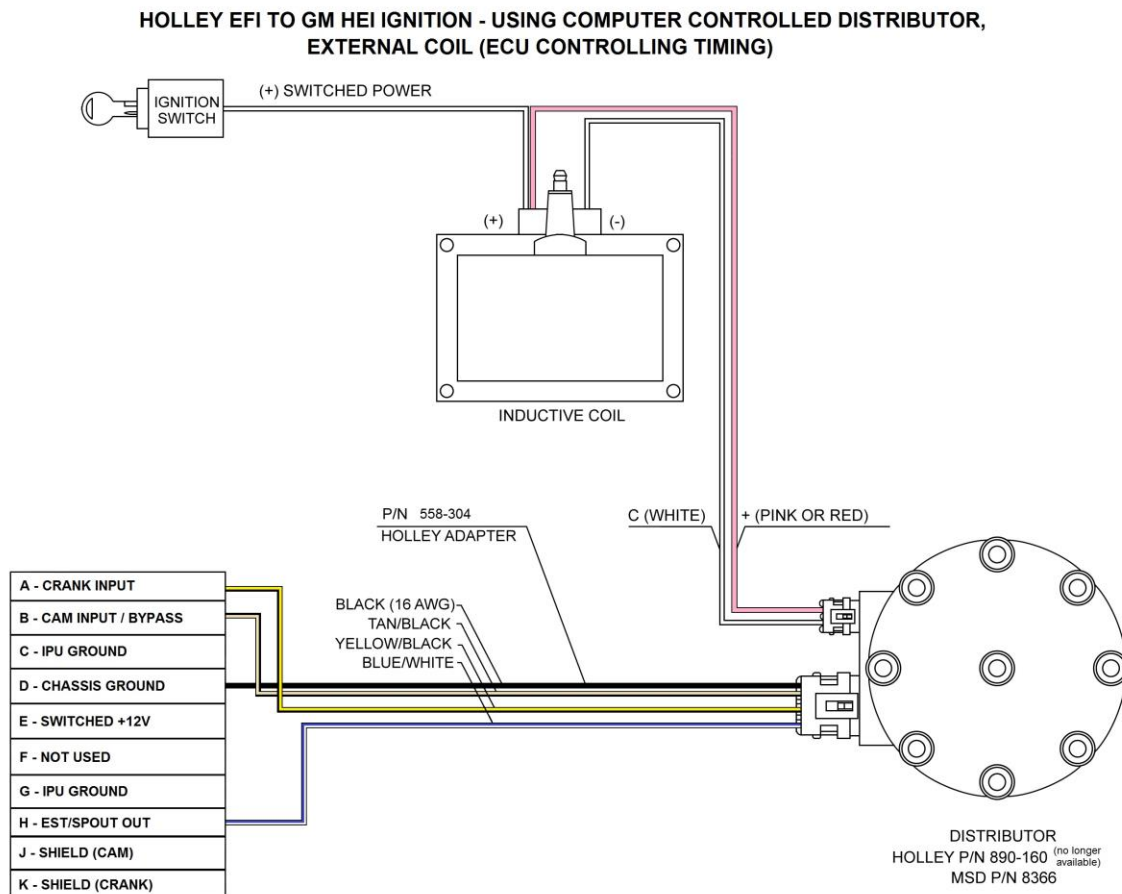 HOLLEY EFI TO GM HEI IGNITION - USING COMPUTER CONTROLLED DISTRIBUTOR,
EXTERNAL COIL (ECU CONTROLLING TIMING)
IGNITION
SWITCH
(+) SWITCHED POWER
(+)
(-)
INDUCTIVE COIL
P/N 558-304
HOLLEY ADAPTER
C (WHITE)
+ (PINK OR RED)
A - CRANK INPUT
B - CAM INPUT / BYPASS
C - IPU GROUND
D - CHASSIS GROUND
E - SWITCHED +12V
F - NOT USED
G - IPU GROUND
H - EST/SPOUT OUT
J - SHIELD (CAM)
K - SHIELD (CRANK)
BLACK (16 AWG)
TAN/BLACK
YELLOW/BLACK
BLUE/WHITE
DISTRIBUTOR
HOLLEY P/N 890-160 (no longer
available)
MSD P/N 8366